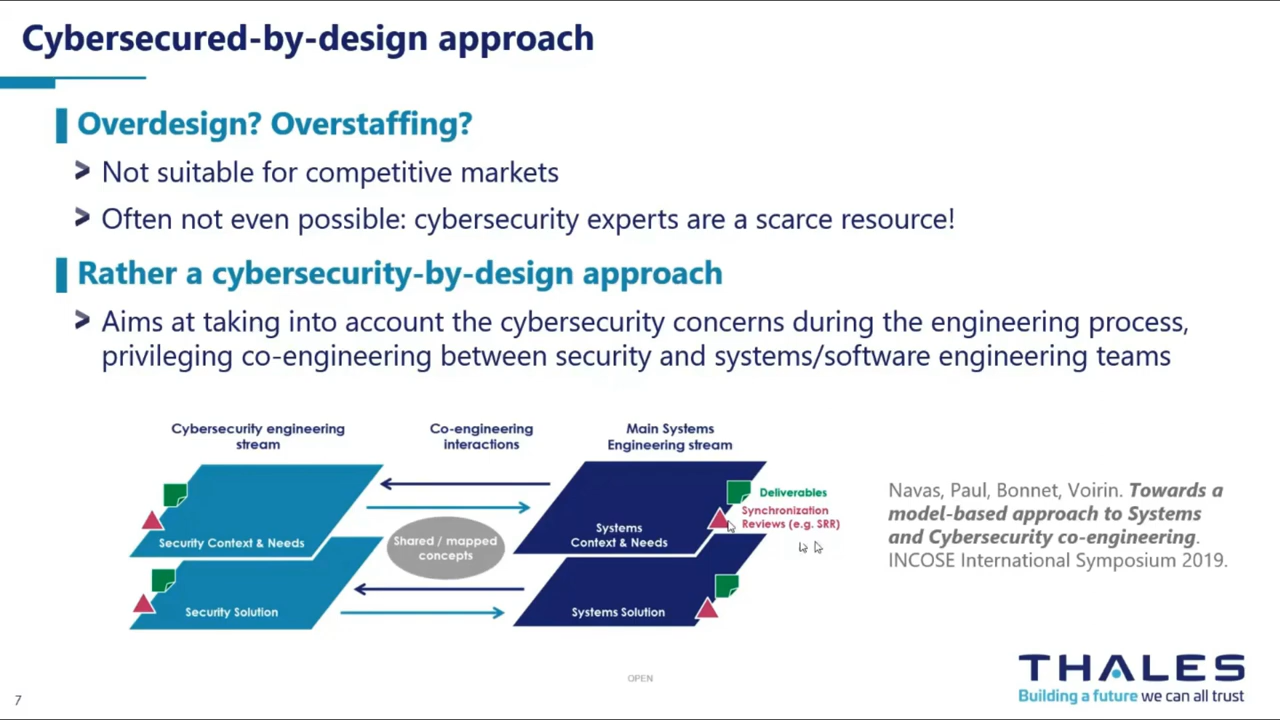 Cybersecured-by-design approach
Overdesign? Overstaffing?
Not suitable for competitive markets
Often not even possible: cybersecurity experts are a scarce resource!
Rather a cybersecurity-by-design approach
Aims at taking into account the cybersecurity concerns during the engineering process,
privileging co-engineering between security and systems/software engineering teams
Cybersecurity engineering
stream
Co-engineering
interactions
Main Systems
Engineering stream
Deliverables
Synchronization
Reviews (e.g. SRR)
Security Context & Needs
Shared / mapped
concepts
Systems
Context & Needs
Security Solution
Systems Solution
Navas, Paul, Bonnet, Voirin. Towards a
model-based approach to Systems
and Cybersecurity co-engineering.
INCOSE International Symposium 2019.
THALES
Building a future we can all trust
OPEN
7